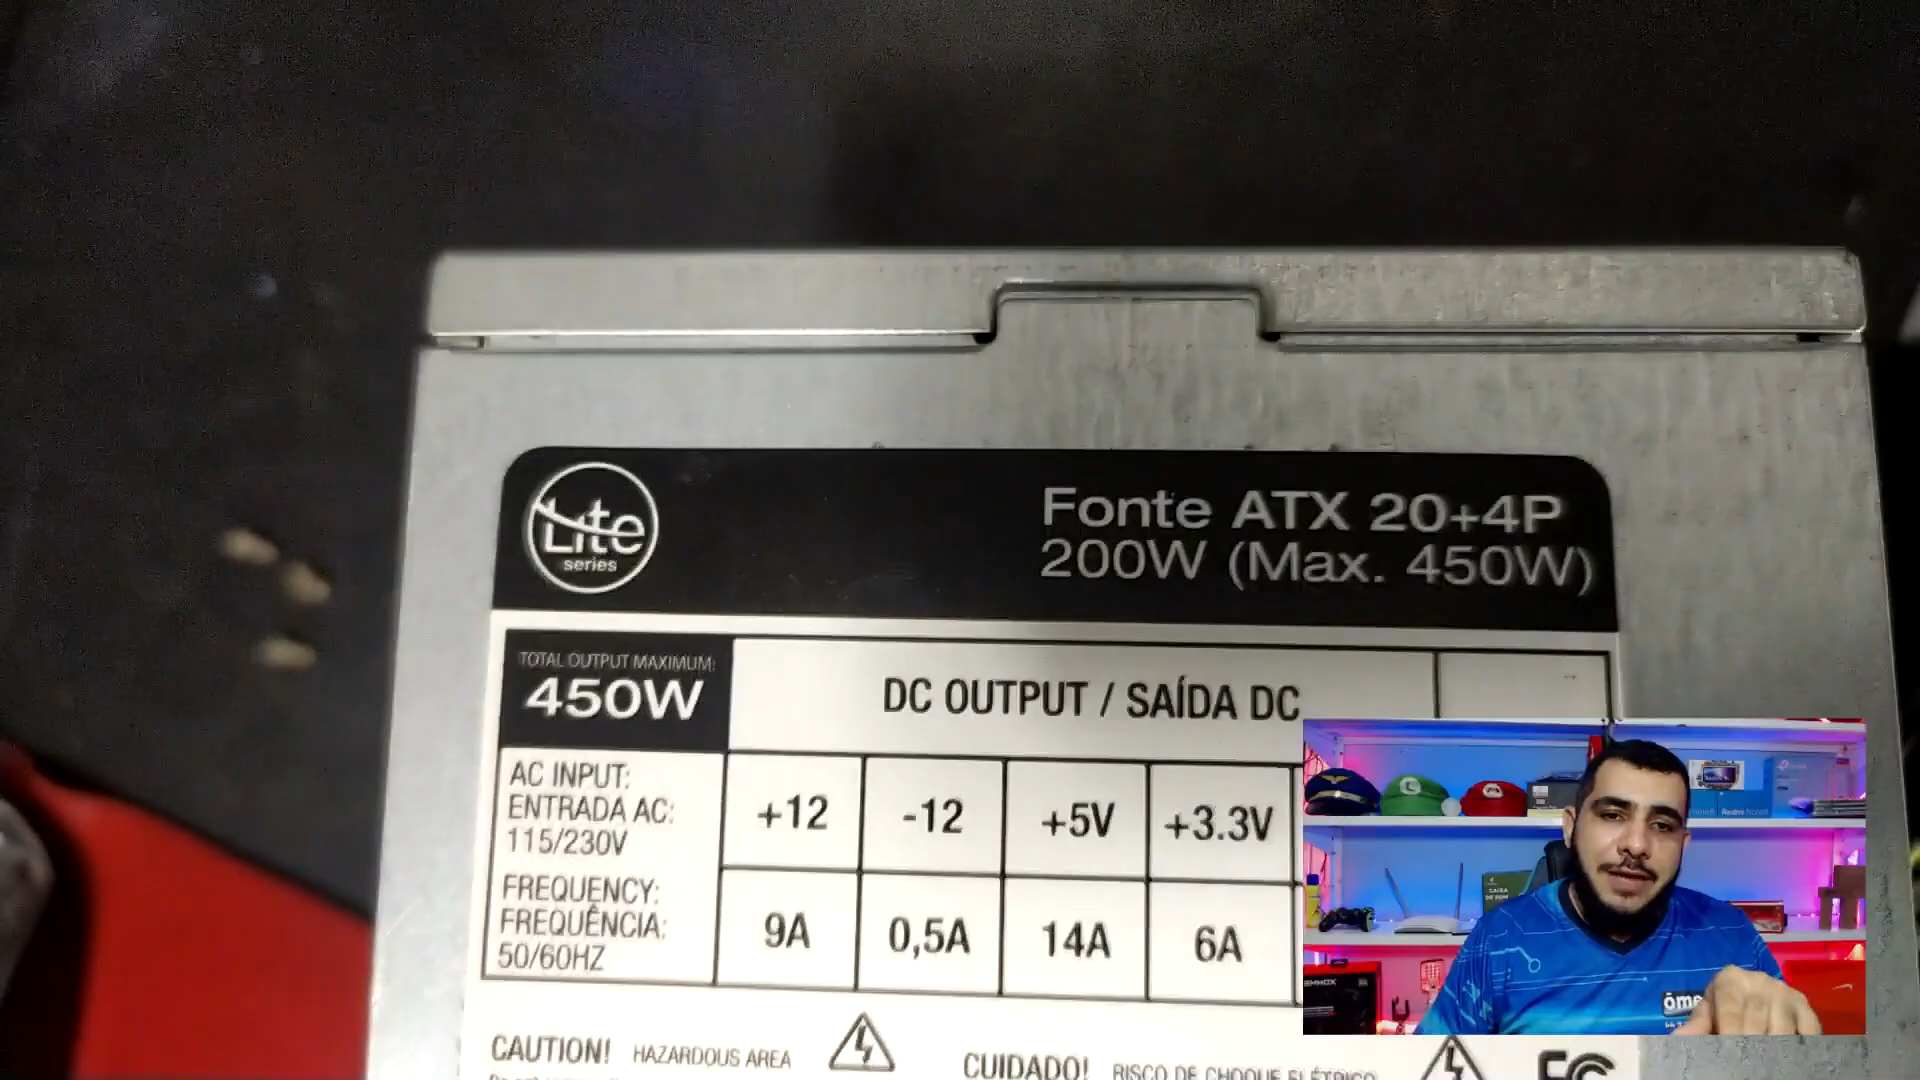 Lite
series
Fonte ATX 20+4P
200W (Max. 450W)
TOTAL OUTPUT MAXIMUM:
450W
DC OUTPUT / SAÍDA DC
AC INPUT:
ENTRADA AC:
115/230V
+12
-12
+5V
+3.3V
FREQUENCY:
FREQUÊNCIA:
50/60HZ
9A
0,5A
14A
6A
CAUTION! HAZARDOUS AREA
CUIDADO! RISCO DE CHOQUE ELÉTRICO
FC